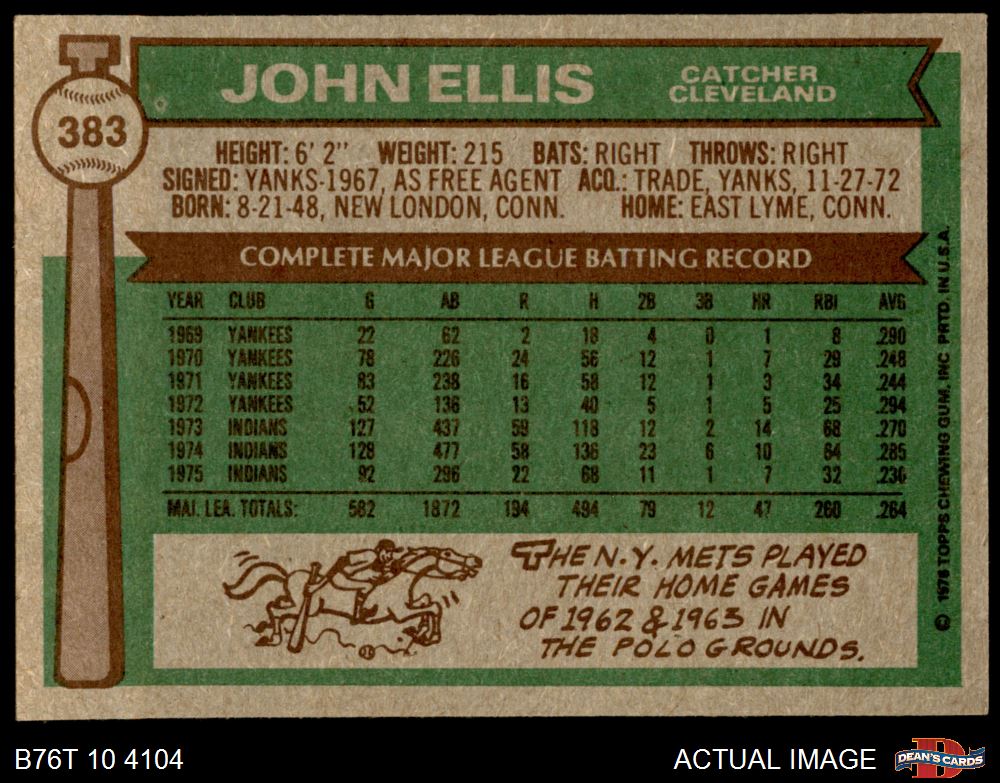 JOHN ELLIS
CATCHER
CLEVELAND
383
HEIGHT: 6' 2" WEIGHT: 215 BATS: RIGHT THROWS: RIGHT
SIGNED: YANKS-1967, AS FREE AGENT ACQ.: TRADE, YANKS, 11-27-72
BORN: 8-21-48, NEW LONDON, CONN. HOME: EAST LYME, CONN.
COMPLETE MAJOR LEAGUE BATTING RECORD
YEAR CLUB G AB R H 2B 3B HR RBI AVG
1969 YANKEES 22 62 2 18 4 0 1 8 .290
1970 YANKEES 78 226 24 56 12 1 7 29 .248
1971 YANKEES 83 238 16 58 12 1 3 34 .244
1972 YANKEES 52 136 13 40 5 1 5 25 .294
1973 INDIANS 127 437 59 118 12 2 14 68 .270
1974 INDIANS 128 477 58 136 23 6 10 64 .285
1975 INDIANS 92 296 22 68 11 1 7 32 .230
MAJ. LEA. TOTALS: 582 1872 194 494 79 12 47 260 .264
THE N.Y. METS PLAYED
THEIR HOME GAMES
OF 1962 & 1963 IN
THE POLO GROUNDS.
© 1976 TOPPS CHEWING GUM, INC. PRTD. IN U.S.A.
B76T 10 4104
ACTUAL IMAGE
DEAN'S CARDS